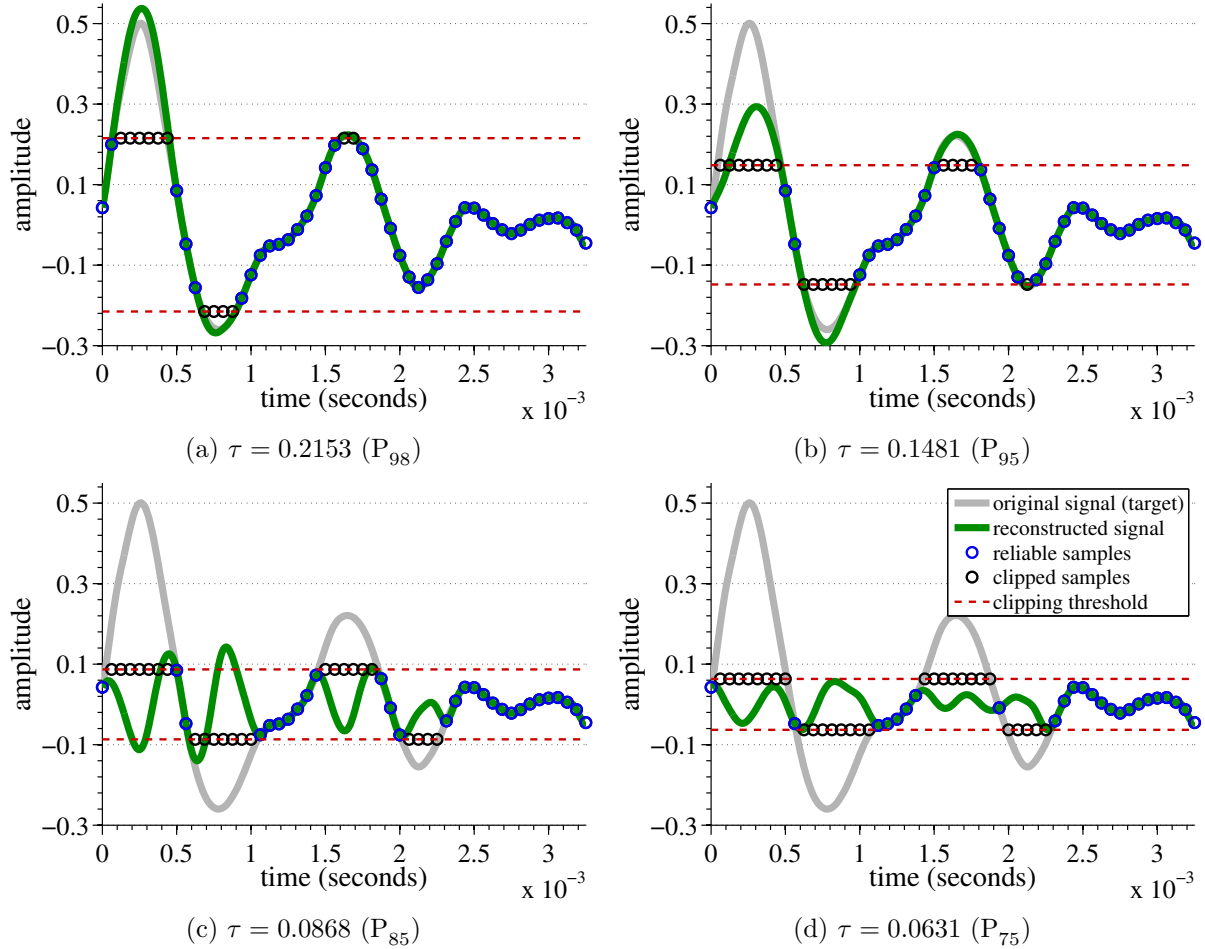 0.5
0.3
0.1
−0.1
−0.3
amplitude
0 0.5 1 1.5 2 2.5 3
time (seconds)
x 10⁻³
(a) τ = 0.2153 (P₉₈)
0.5
0.3
0.1
−0.1
−0.3
amplitude
0 0.5 1 1.5 2 2.5 3
time (seconds)
x 10⁻³
(b) τ = 0.1481 (P₉₅)
0.5
0.3
0.1
−0.1
−0.3
amplitude
0 0.5 1 1.5 2 2.5 3
time (seconds)
x 10⁻³
(c) τ = 0.0868 (P₈₅)
0.5
0.3
0.1
−0.1
−0.3
amplitude
original signal (target)
reconstructed signal
reliable samples
clipped samples
clipping threshold
0 0.5 1 1.5 2 2.5 3
time (seconds)
x 10⁻³
(d) τ = 0.0631 (P₇₅)